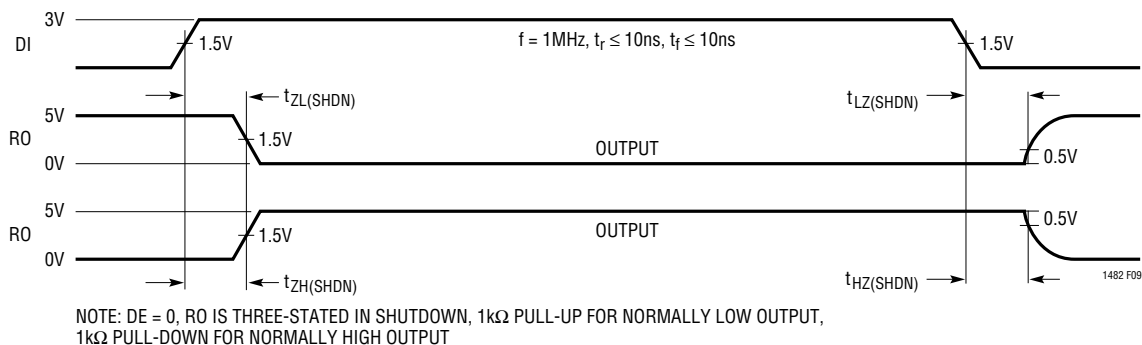 3V
DI
1.5V
f = 1MHz, tr ≤ 10ns, tf ≤ 10ns
1.5V
tZL(SHDN)
tLZ(SHDN)
5V
RO
0V
1.5V
OUTPUT
0.5V
5V
RO
0V
1.5V
OUTPUT
0.5V
tZH(SHDN)
tHZ(SHDN)
1482 F09
NOTE: DE = 0, RO IS THREE-STATED IN SHUTDOWN, 1kΩ PULL-UP FOR NORMALLY LOW OUTPUT,
1kΩ PULL-DOWN FOR NORMALLY HIGH OUTPUT